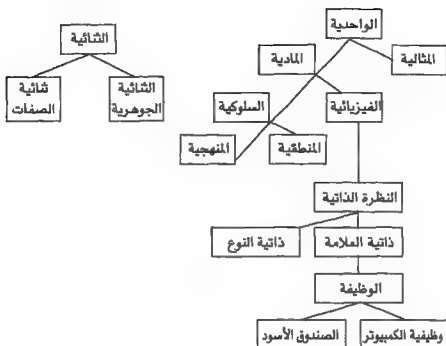 الواحدية
الثنائية
المادية
المثالية
ثنائية
الصفات
الثنائية
الجوهرية
السلوكية
الفيزيائية
المنهجية
المنطقية
النظرة الذاتية
ذاتية النوع
ذاتية العلامة
الوظيفة
الصندوق الأسود
وظيفية الكمبيوتر